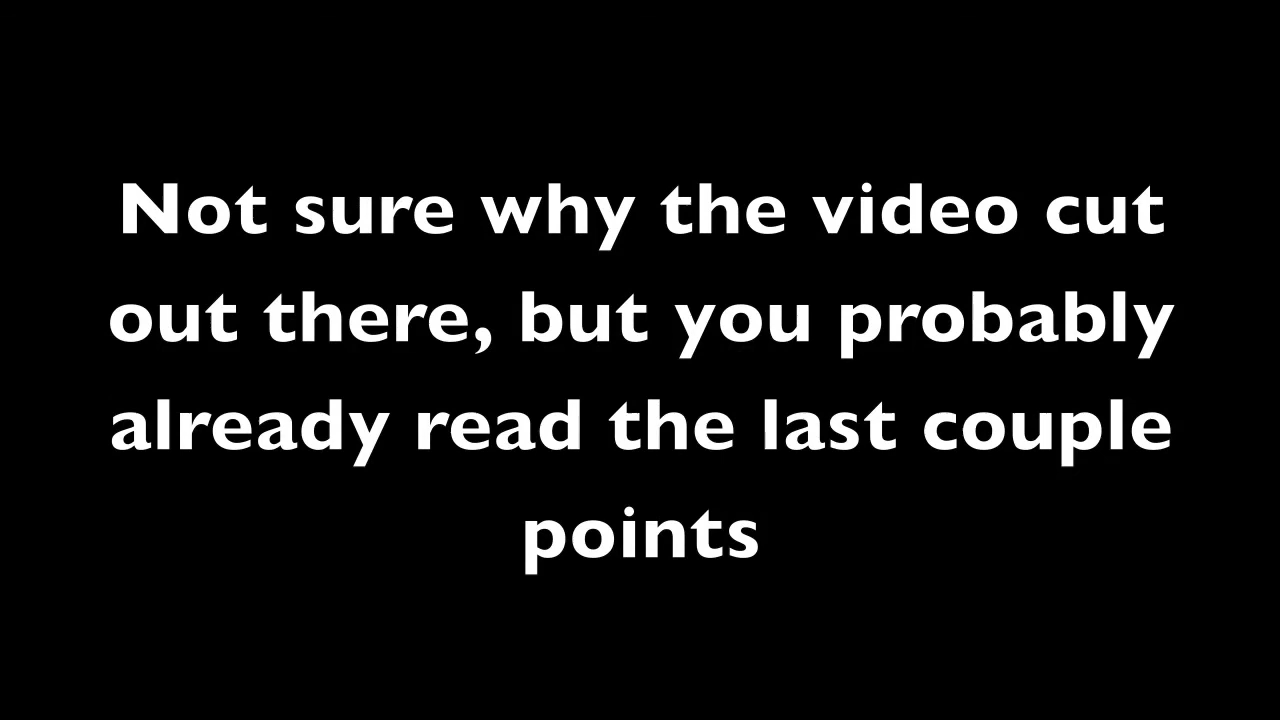 Not sure why the video cut
out there, but you probably
already read the last couple
points